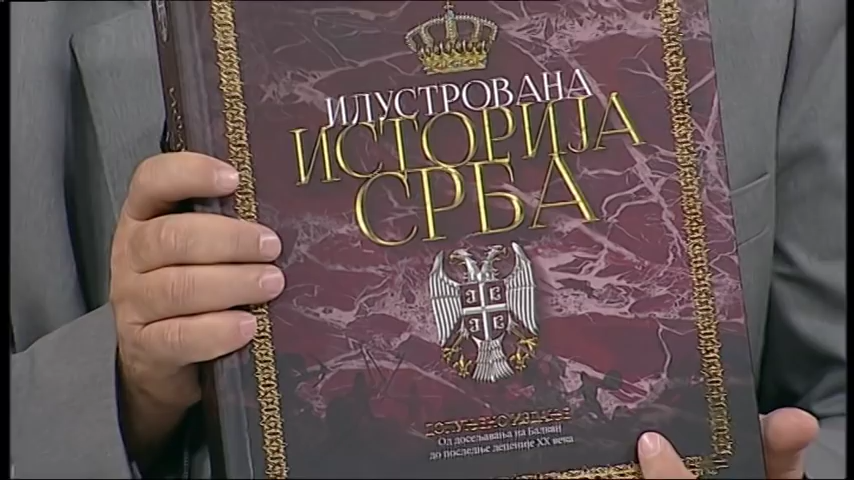 ИЛУСТРОВАНА
ИСТОРИЈА
СРБА
ДОПУЊЕНО ИЗДАЊЕ
Од досељавања на Балкан
до последње деценије XX века